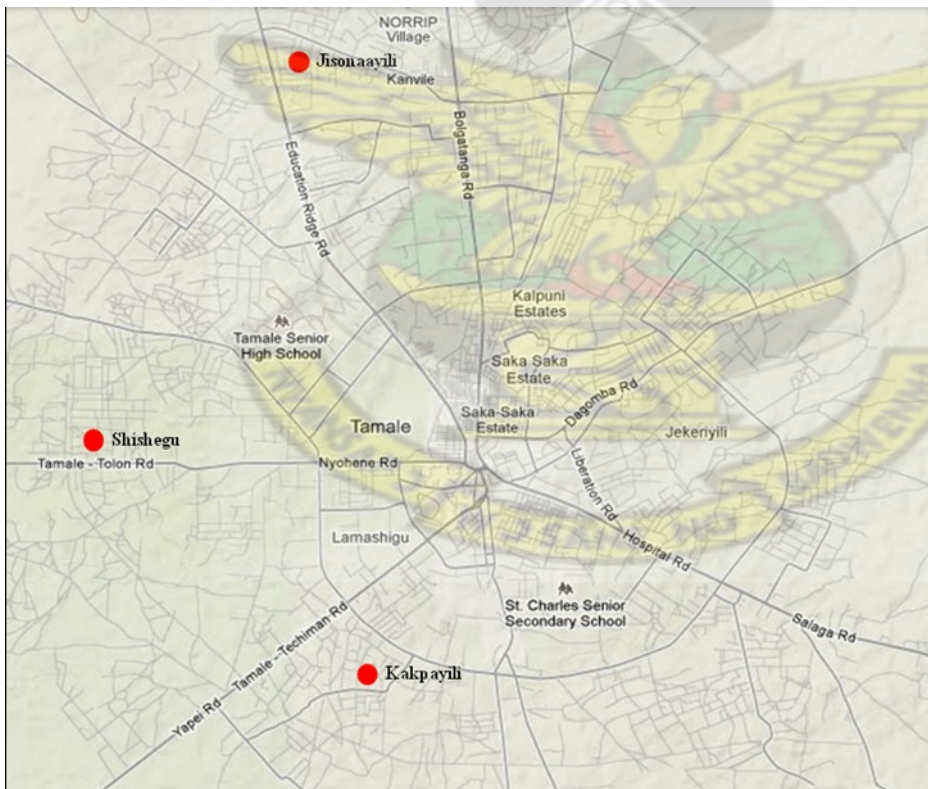 NORRIP
Village
Jisonaayili
Kanvile
Bolgatanga Rd
Education Ridge Rd
Kalpuni
Estates
Tamale Senior
High School
Saka Saka
Estate
Dagomba Rd
Saka-Saka
Estate
Tamale
Jekeriyili
Shishegu
Tamale - Tolon Rd
Nyohene Rd
Liberation Rd
Lamashigu
Hospital Rd
St. Charles Senior
Secondary School
Salaga Rd
Tamale - Techiman Rd
Kakpayili
Yapei Rd